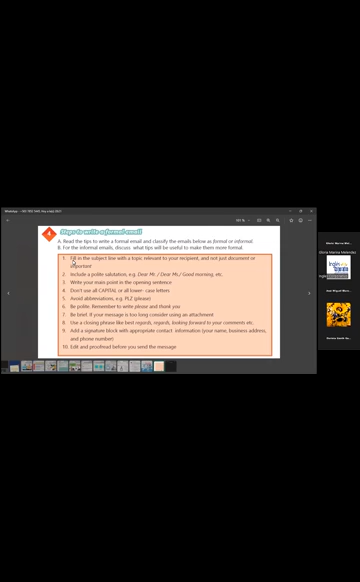 4
Steps to write a formal email
A Read the tips to write a formal email and classify the emails below as formal or informal.
B For the informal emails, discuss what tips will be useful to make them more formal.
1 Fill in the subject line with a topic relevant to your recipient, and not just document or
important
2 Include a polite salutation, e.g. Dear Mr. / Dear Ms./ Good morning, etc.
3 Write your main point in the opening sentence
4 Don't use all CAPITAL or all lower- case letters
5 Avoid abbreviations, e.g. PLZ (please)
6 Be polite. Remember to write please and thank you
7 Be brief. If your message is too long consider using an attachment
8 Use a closing phrase like best regards, regards, looking forward to your comments etc.
9 Add a signature block with appropriate contact information (your name, business address,
and phone number)
10 Edit and proofread before you send the message